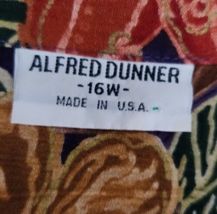 ALFRED DUNNER
-16W-
MADE IN U.S.A.